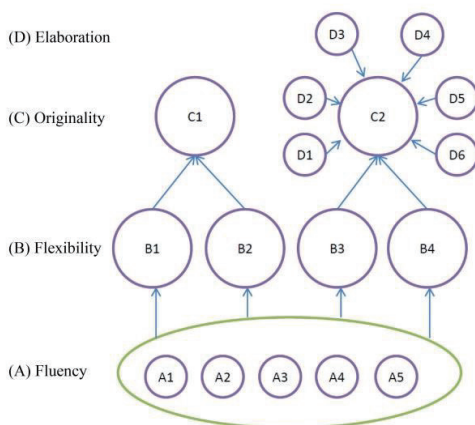 (D) Elaboration
D3
D4
D2
D5
(C) Originality
C1
C2
D1
D6
(B) Flexibility
B1
B2
B3
B4
(A) Fluency
A1
A2
A3
A4
A5